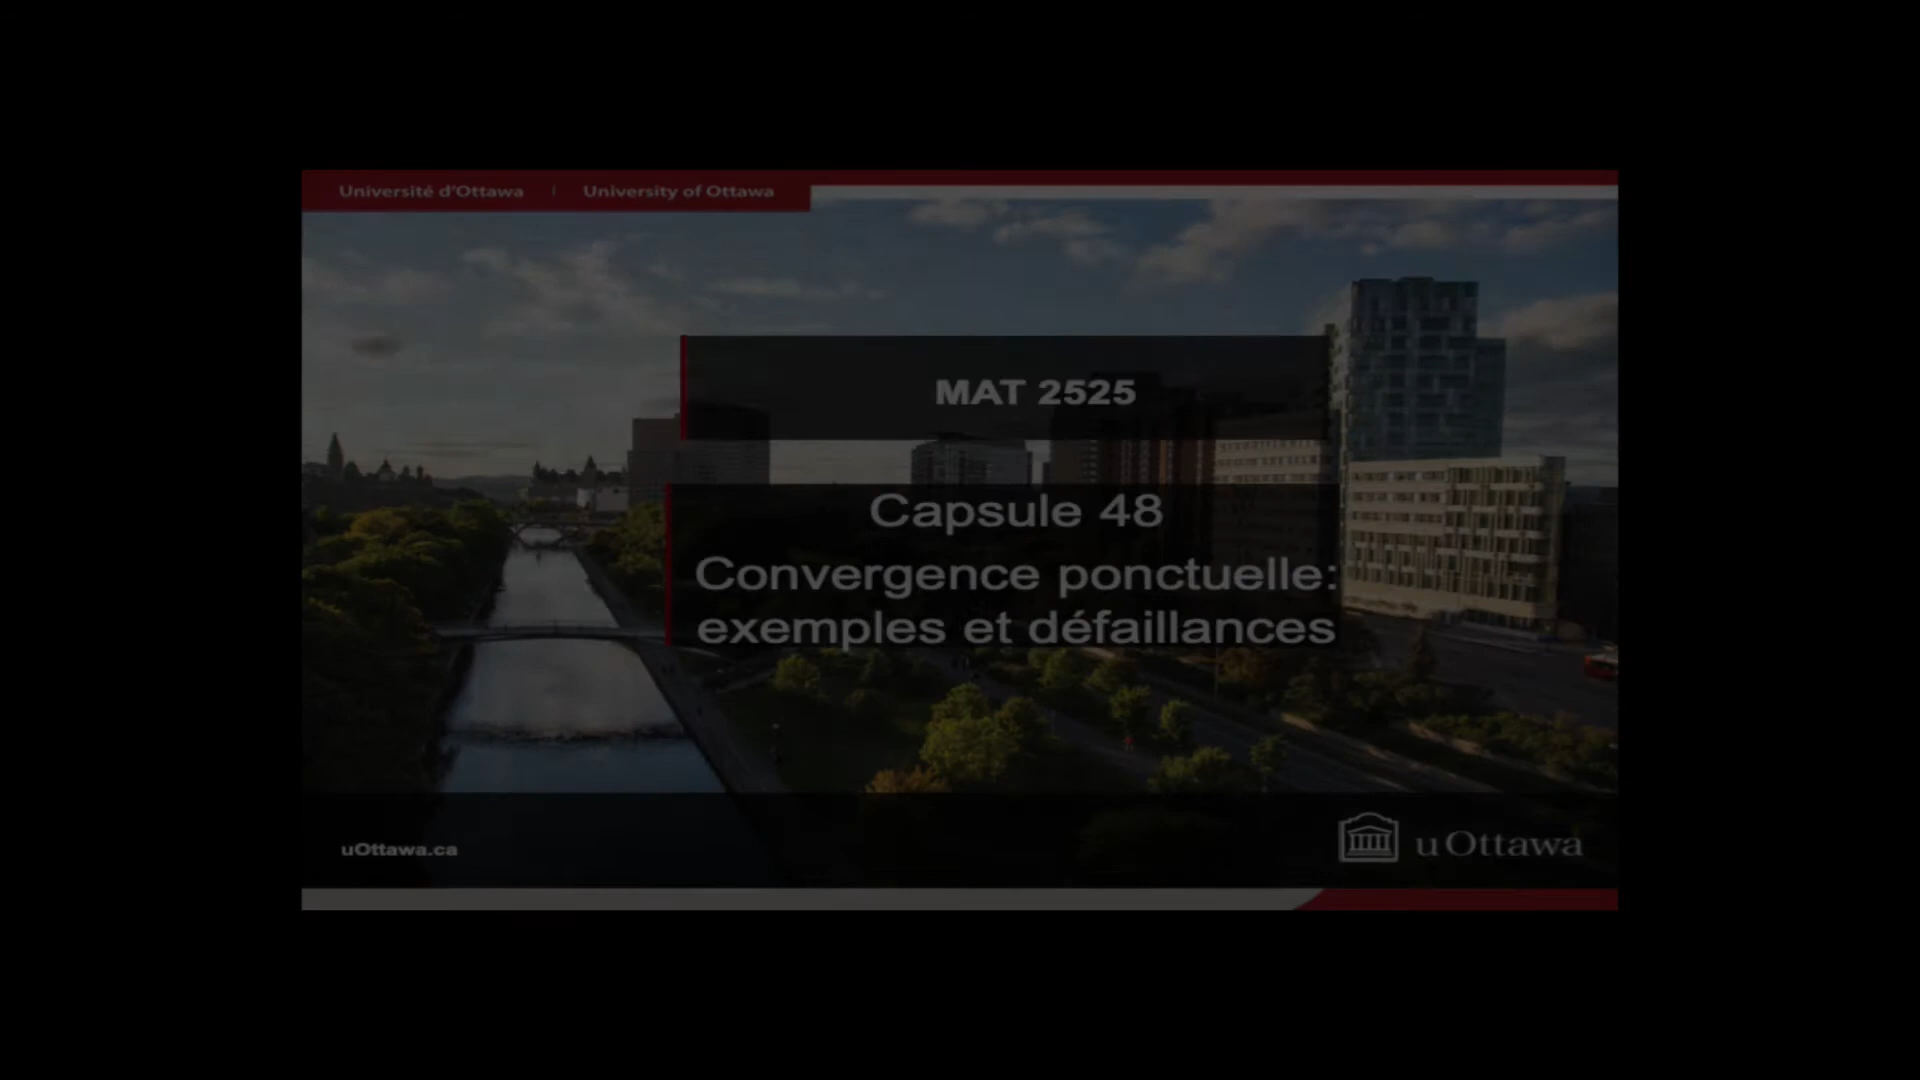 Université d'Ottawa | University of Ottawa
MAT 2525
Capsule 48
Convergence ponctuelle:
exemples et défaillances
uOttawa.ca
uOttawa